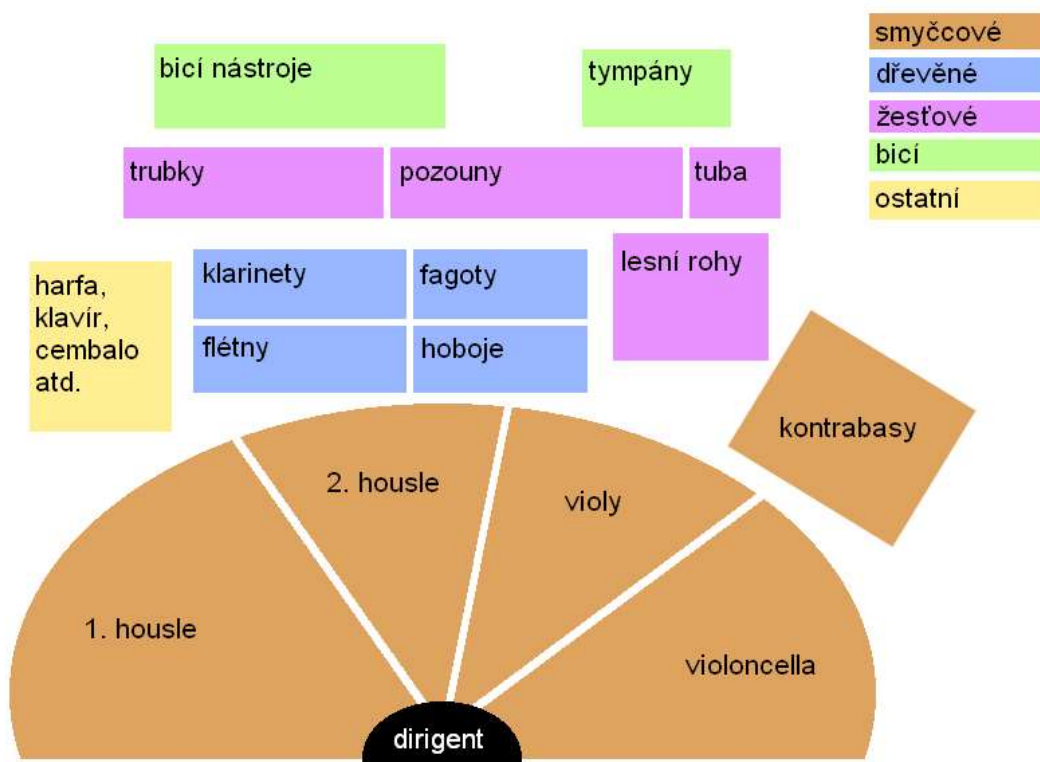 smyčcové
dřevěné
žesťové
bicí
ostatní
bicí nástroje
tympány
trubky
pozouny
tuba
klarinety
fagoty
lesní rohy
harfa,
klavír,
cembalo
atd.
flétny
hoboje
kontrabasy
2. housle
violy
1. housle
violoncella
dirigent